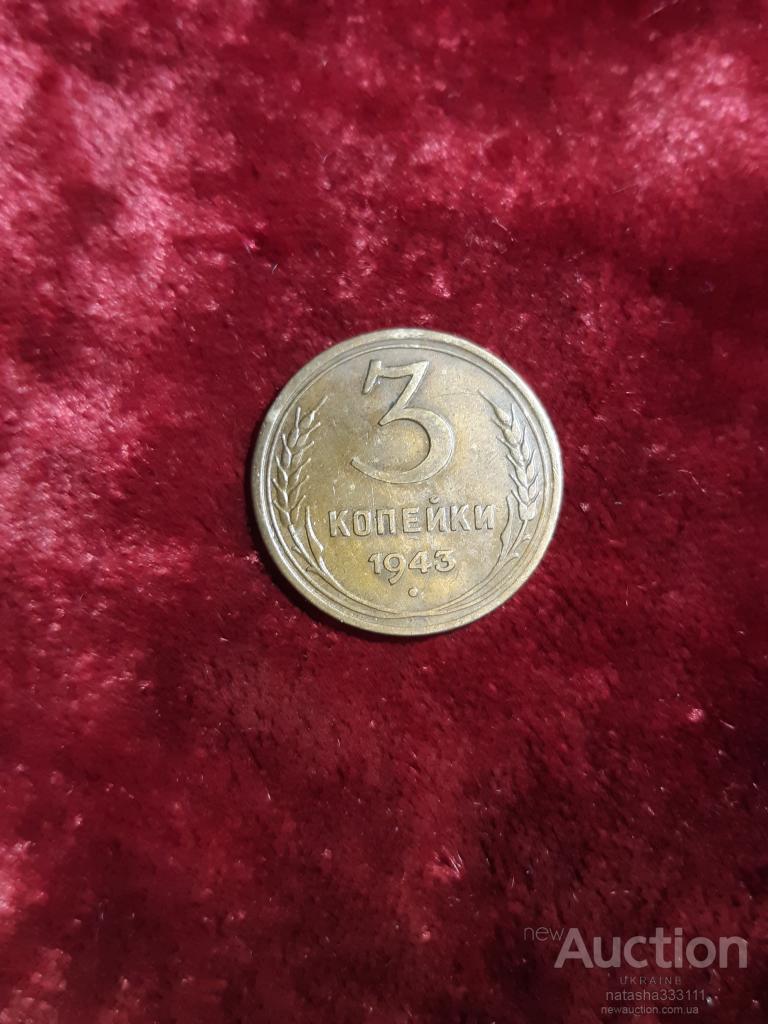 3
КОПЕЙКИ
1943
newAuction
UKRAINE
natasha333111
newauction.com.ua